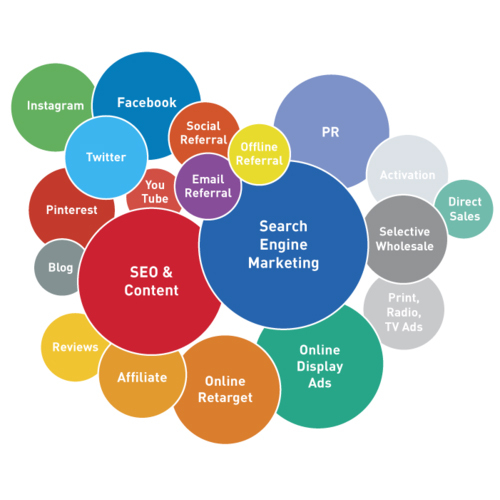 Instagram
Facebook
Twitter
Social
Referral
Offline
Referral
PR
Activation
Direct
Sales
Pinterest
You
Tube
Email
Referral
Search
Engine
Marketing
Selective
Wholesale
Blog
SEO &
Content
Print,
Radio,
TV Ads
Reviews
Affiliate
Online
Retarget
Online
Display
Ads